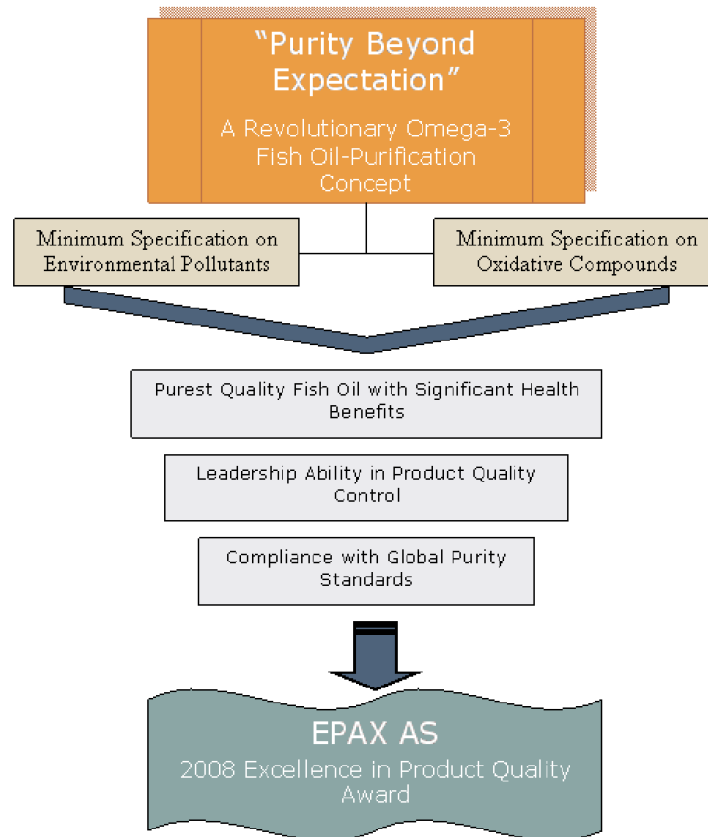 “Purity Beyond
Expectation”
A Revolutionary Omega-3
Fish Oil-Purification
Concept
Minimum Specification on
Environmental Pollutants
Minimum Specification on
Oxidative Compounds
Purest Quality Fish Oil with Significant Health
Benefits
Leadership Ability in Product Quality
Control
Compliance with Global Purity
Standards
EPAX AS
2008 Excellence in Product Quality
Award